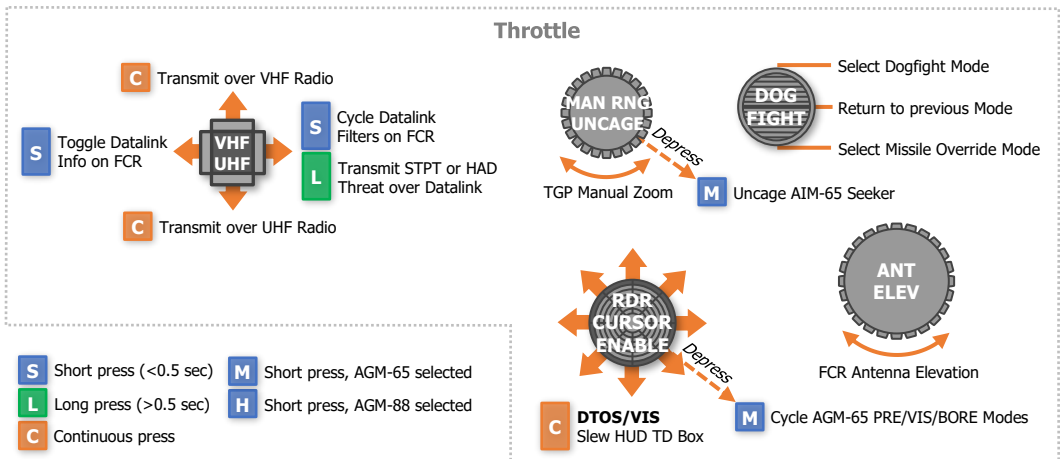 Throttle
C
Transmit over VHF Radio
S
Toggle Datalink
Info on FCR
VHF
UHF
S
Cycle Datalink
Filters on FCR
L
Transmit STPT or HAD
Threat over Datalink
C
Transmit over UHF Radio
MAN RNG
UNCAGE
Depress
TGP Manual Zoom
M
Uncage AIM-65 Seeker
DOG
FIGHT
Select Dogfight Mode
Return to previous Mode
Select Missile Override Mode
RDR
CURSOR
ENABLE
Depress
C
DTOS/VIS
Slew HUD TD Box
M
Cycle AGM-65 PRE/VIS/BORE Modes
ANT
ELEV
FCR Antenna Elevation
S
Short press (<0.5 sec)
L
Long press (>0.5 sec)
C
Continuous press
M
Short press, AGM-65 selected
H
Short press, AGM-88 selected